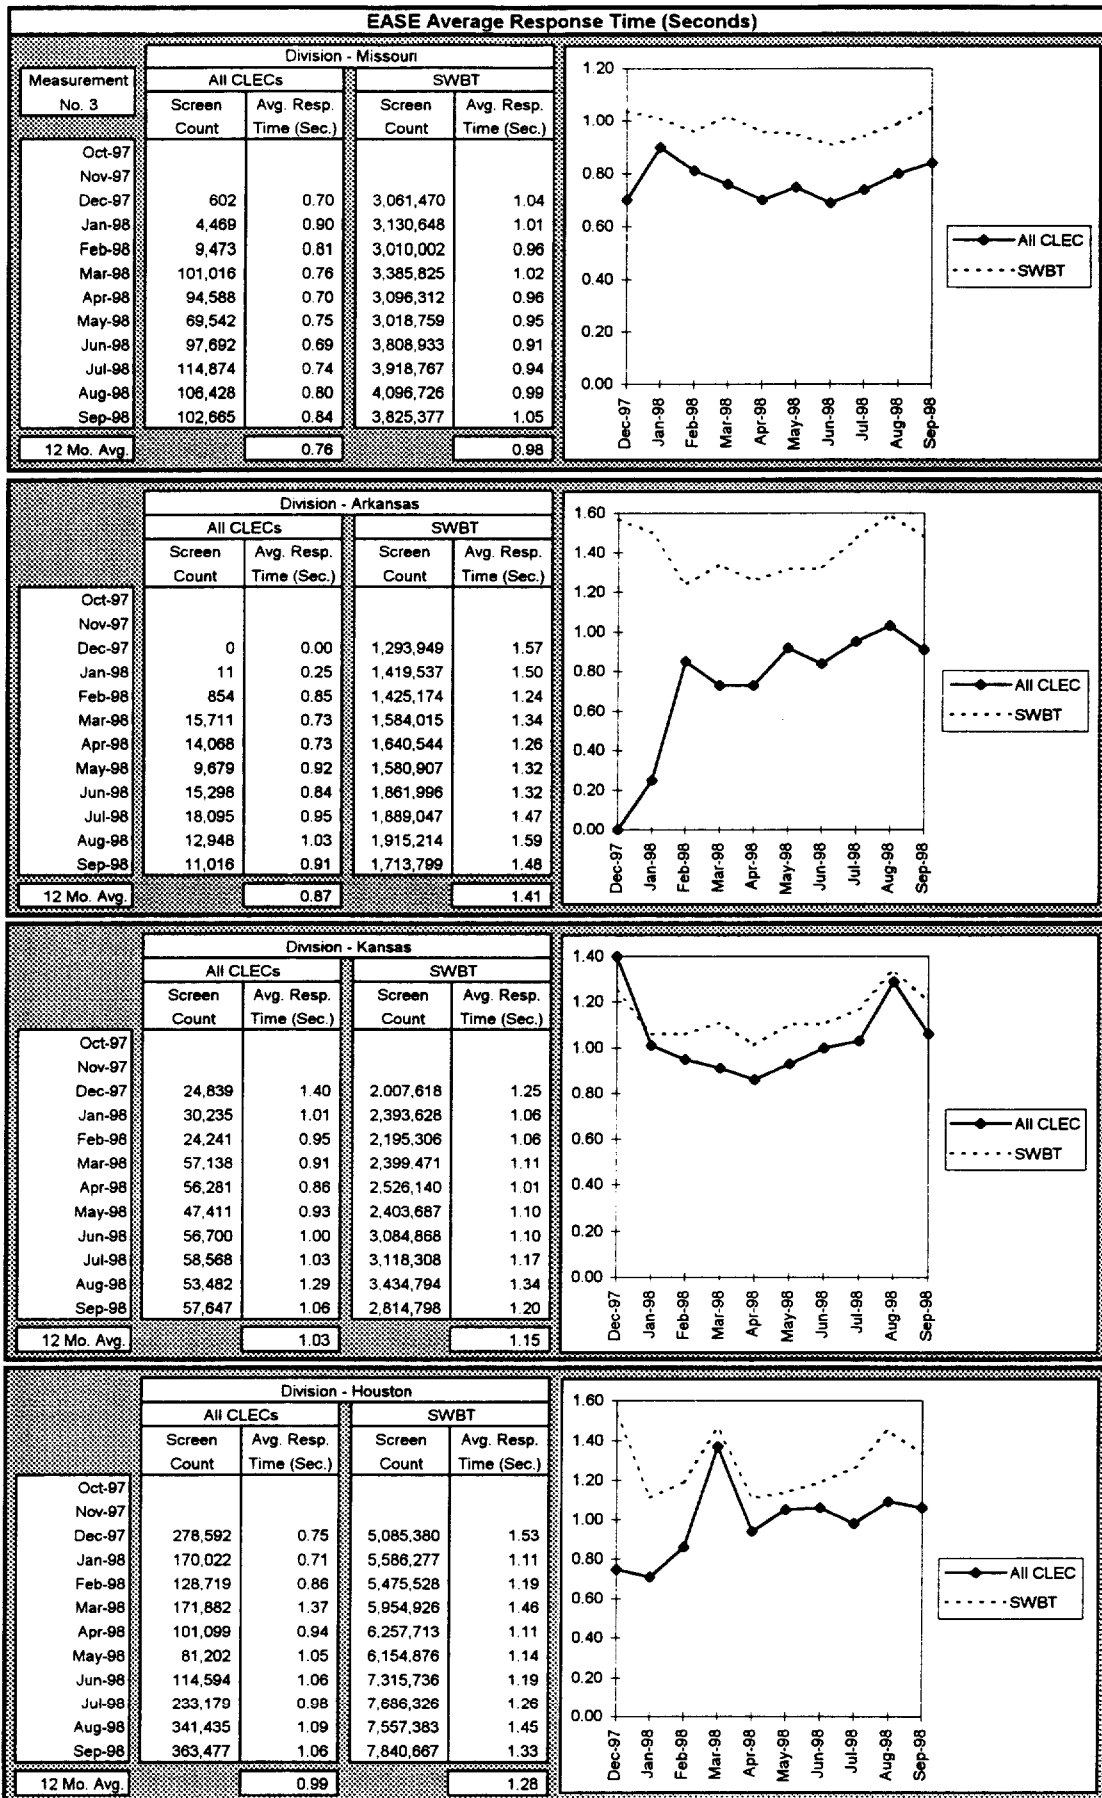 EASE Average Response Time (Seconds)
Division - Missouri
Measurement All CLECs SWBT
No. 3 Screen Avg. Resp. Screen Avg. Resp.
Count Time (Sec.) Count Time (Sec.)
Oct-97
Nov-97
Dec-97 602 0.70 3,061,470 1.04
Jan-98 4,469 0.90 3,130,648 1.01
Feb-98 9,473 0.81 3,010,002 0.96
Mar-98 101,016 0.76 3,385,825 1.02
Apr-98 94,588 0.70 3,096,312 0.96
May-98 69,542 0.75 3,018,759 0.95
Jun-98 97,692 0.69 3,808,933 0.91
Jul-98 114,874 0.74 3,918,767 0.94
Aug-98 106,428 0.80 4,096,726 0.99
Sep-98 102,665 0.84 3,825,377 1.05
12 Mo. Avg. 0.76 0.98
1.20
1.00
0.80
0.60
0.40
0.20
0.00
Dec-97 Jan-98 Feb-98 Mar-98 Apr-98 May-98 Jun-98 Jul-98 Aug-98 Sep-98
All CLEC
SWBT
Division - Arkansas
All CLECs SWBT
Screen Avg. Resp. Screen Avg. Resp.
Count Time (Sec.) Count Time (Sec.)
Oct-97
Nov-97
Dec-97 0 0.00 1,293,949 1.57
Jan-98 11 0.25 1,419,537 1.50
Feb-98 854 0.85 1,425,174 1.24
Mar-98 15,711 0.73 1,584,015 1.34
Apr-98 14,068 0.73 1,640,544 1.26
May-98 9,679 0.92 1,580,907 1.32
Jun-98 15,298 0.84 1,861,996 1.32
Jul-98 18,095 0.95 1,889,047 1.47
Aug-98 12,948 1.03 1,915,214 1.59
Sep-98 11,016 0.91 1,713,799 1.48
12 Mo. Avg. 0.87 1.41
1.60
1.40
1.20
1.00
0.80
0.60
0.40
0.20
0.00
Dec-97 Jan-98 Feb-98 Mar-98 Apr-98 May-98 Jun-98 Jul-98 Aug-98 Sep-98
All CLEC
SWBT
Division - Kansas
All CLECs SWBT
Screen Avg. Resp. Screen Avg. Resp.
Count Time (Sec.) Count Time (Sec.)
Oct-97
Nov-97
Dec-97 24,839 1.40 2,007,618 1.25
Jan-98 30,235 1.01 2,393,628 1.06
Feb-98 24,241 0.95 2,195,306 1.06
Mar-98 57,138 0.91 2,399,471 1.11
Apr-98 56,281 0.86 2,526,140 1.01
May-98 47,411 0.93 2,403,687 1.10
Jun-98 56,700 1.00 3,084,868 1.10
Jul-98 58,568 1.03 3,118,308 1.17
Aug-98 53,482 1.29 3,434,794 1.34
Sep-98 57,647 1.06 2,814,798 1.20
12 Mo. Avg. 1.03 1.15
1.40
1.20
1.00
0.80
0.60
0.40
0.20
0.00
Dec-97 Jan-98 Feb-98 Mar-98 Apr-98 May-98 Jun-98 Jul-98 Aug-98 Sep-98
All CLEC
SWBT
Division - Houston
All CLECs SWBT
Screen Avg. Resp. Screen Avg. Resp.
Count Time (Sec.) Count Time (Sec.)
Oct-97
Nov-97
Dec-97 278,592 0.75 5,085,380 1.53
Jan-98 170,022 0.71 5,586,277 1.11
Feb-98 128,719 0.86 5,475,528 1.19
Mar-98 171,882 1.37 5,954,926 1.46
Apr-98 101,099 0.94 6,257,713 1.11
May-98 81,202 1.05 6,154,876 1.14
Jun-98 114,594 1.06 7,315,736 1.19
Jul-98 233,179 0.98 7,686,326 1.26
Aug-98 341,435 1.09 7,557,383 1.45
Sep-98 363,477 1.06 7,840,667 1.33
12 Mo. Avg. 0.99 1.28
1.60
1.40
1.20
1.00
0.80
0.60
0.40
0.20
0.00
Dec-97 Jan-98 Feb-98 Mar-98 Apr-98 May-98 Jun-98 Jul-98 Aug-98 Sep-98
All CLEC
SWBT